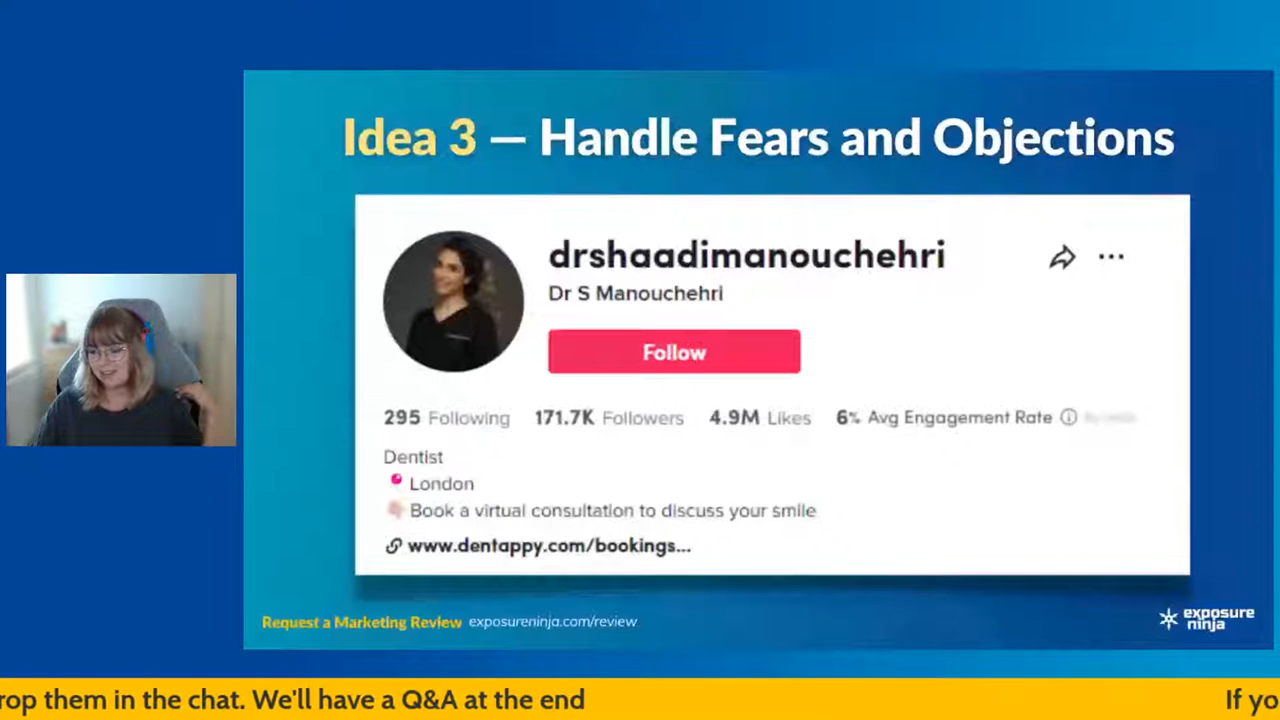 Idea 3 — Handle Fears and Objections
drshaadimanouchehri
Dr S Manouchehri
Follow
295 Following 171.7K Followers 4.9M Likes 6% Avg Engagement Rate
Dentist
London
Book a virtual consultation to discuss your smile
www.dentappy.com/bookings...
Request a Marketing Review exposureninja.com/review
exposure
ninja
rop them in the chat. We'll have a Q&A at the end
If yo